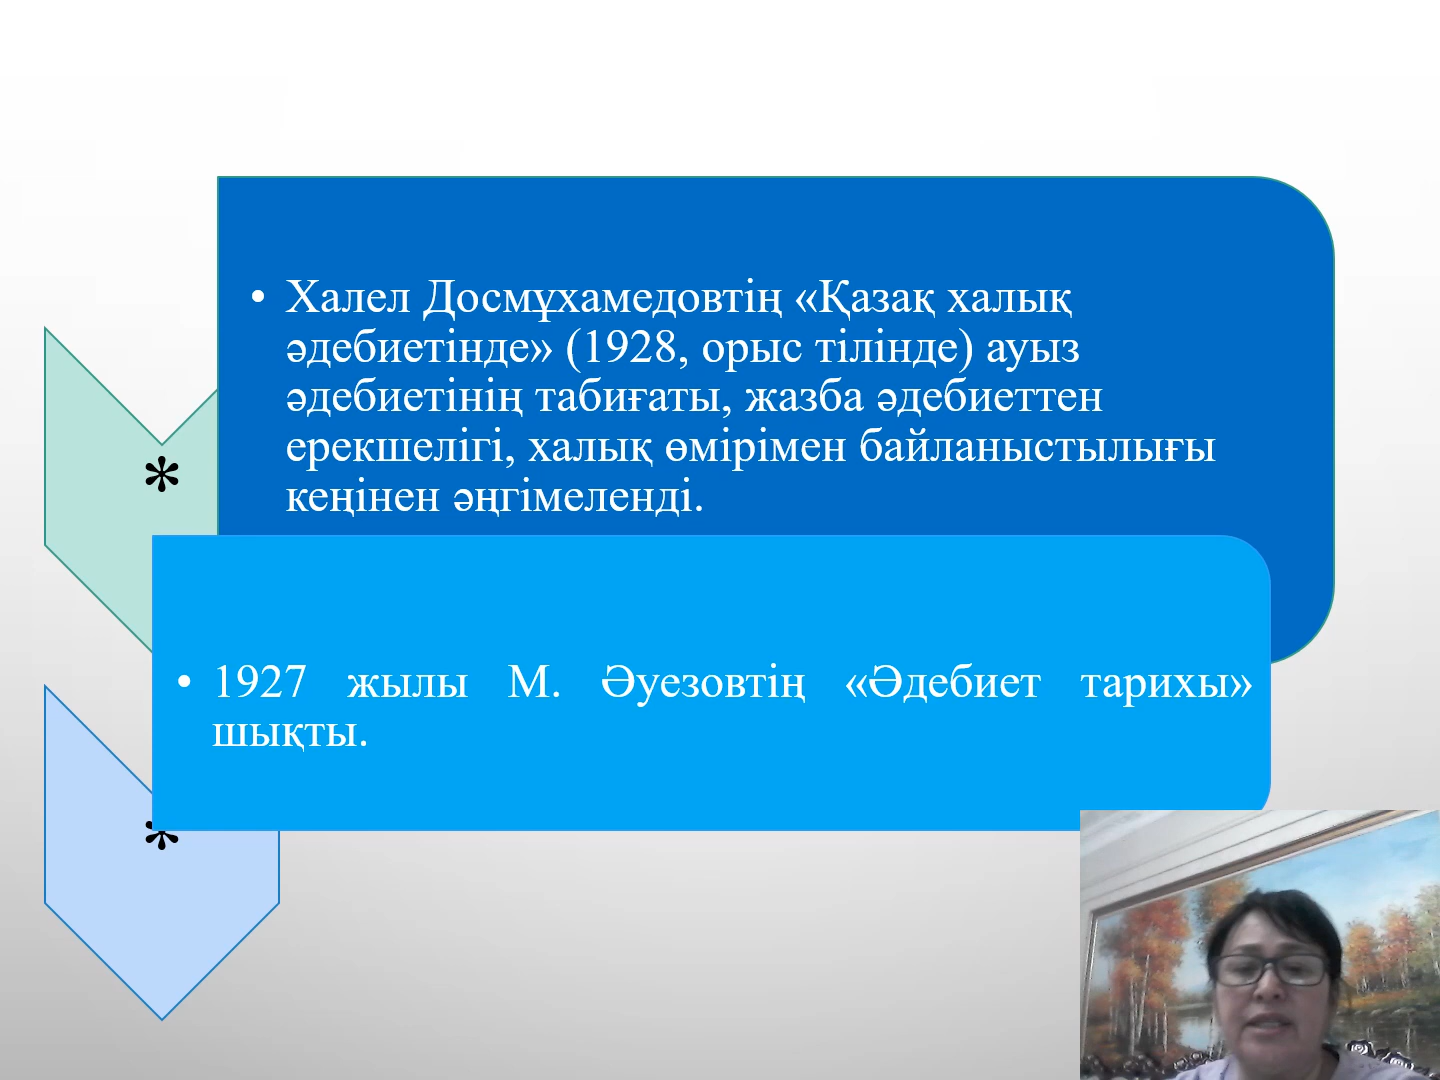 *
• Халел Досмұхамедовтің «Қазақ халық
әдебиетінде» (1928, орыс тілінде) ауыз
әдебиетінің табиғаты, жазба әдебиеттен
ерекшелігі, халық өмірімен байланыстылығы
кеңінен әңгімеленді.
*
• 1927 жылы М. Әуезовтің «Әдебиет тарихы»
шықты.